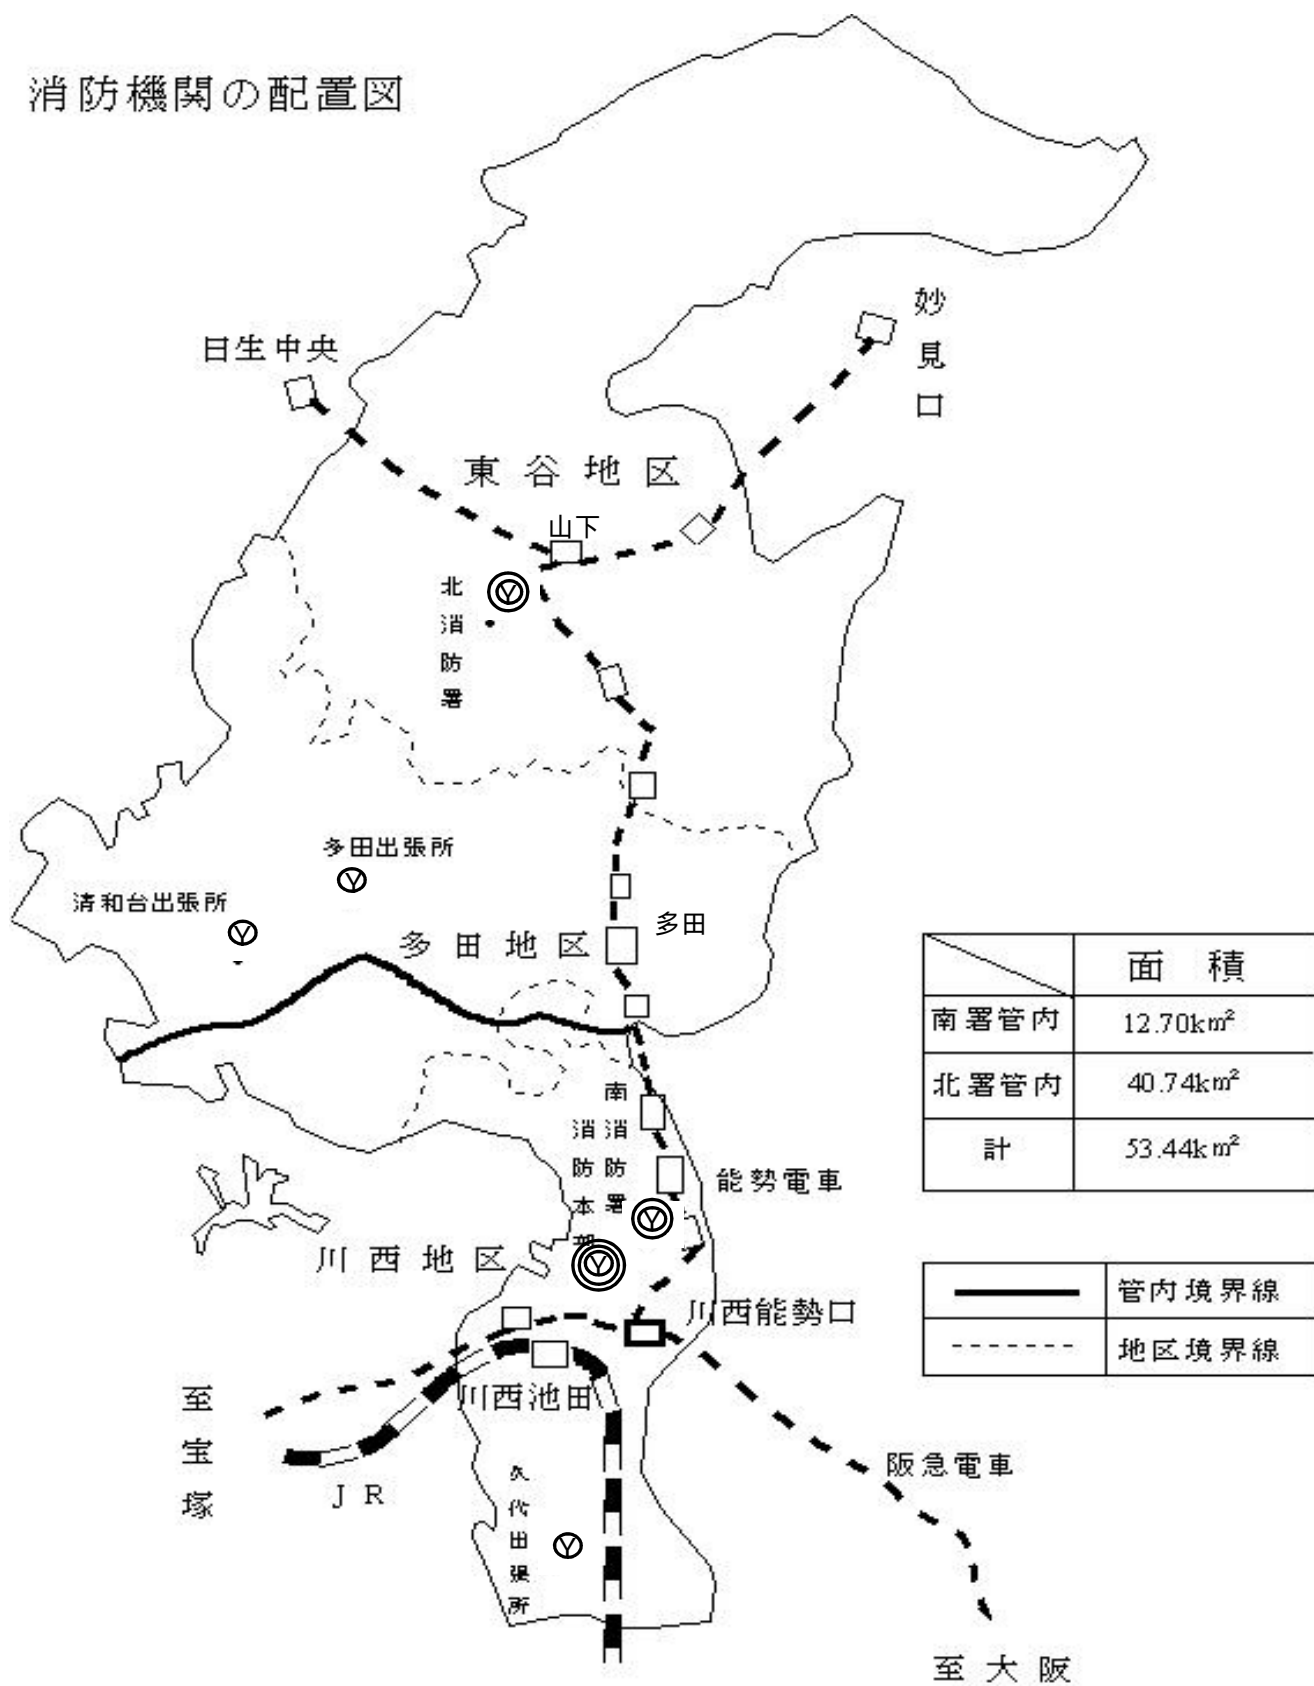 消防機関の配置図
妙見口
日生中央
東谷地区
山下
北消防署
多田出張所
清和台出張所
多田
多田地区
面 積
南署管内 12.70km²
北署管内 40.74km²
計 53.44km²
南消防署
消防本部
能勢電車
川西地区
川西能勢口
管内境界線
地区境界線
川西池田
至宝塚
JR
阪急電車
久代田張所
至大阪